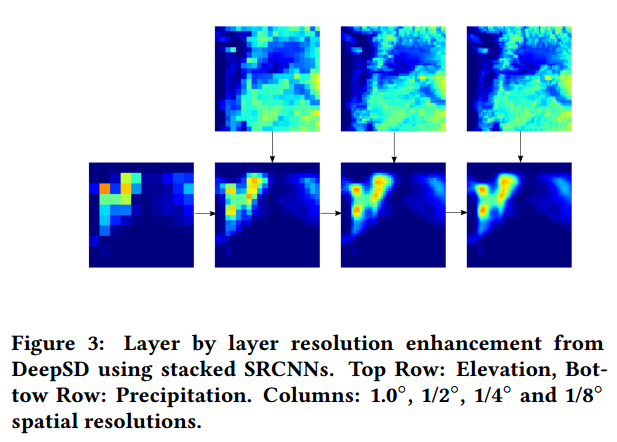 Figure 3: Layer by layer resolution enhancement from
DeepSD using stacked SRCNNs. Top Row: Elevation, Bot-
tow Row: Precipitation. Columns: 1.0°, 1/2°, 1/4° and 1/8°
spatial resolutions.